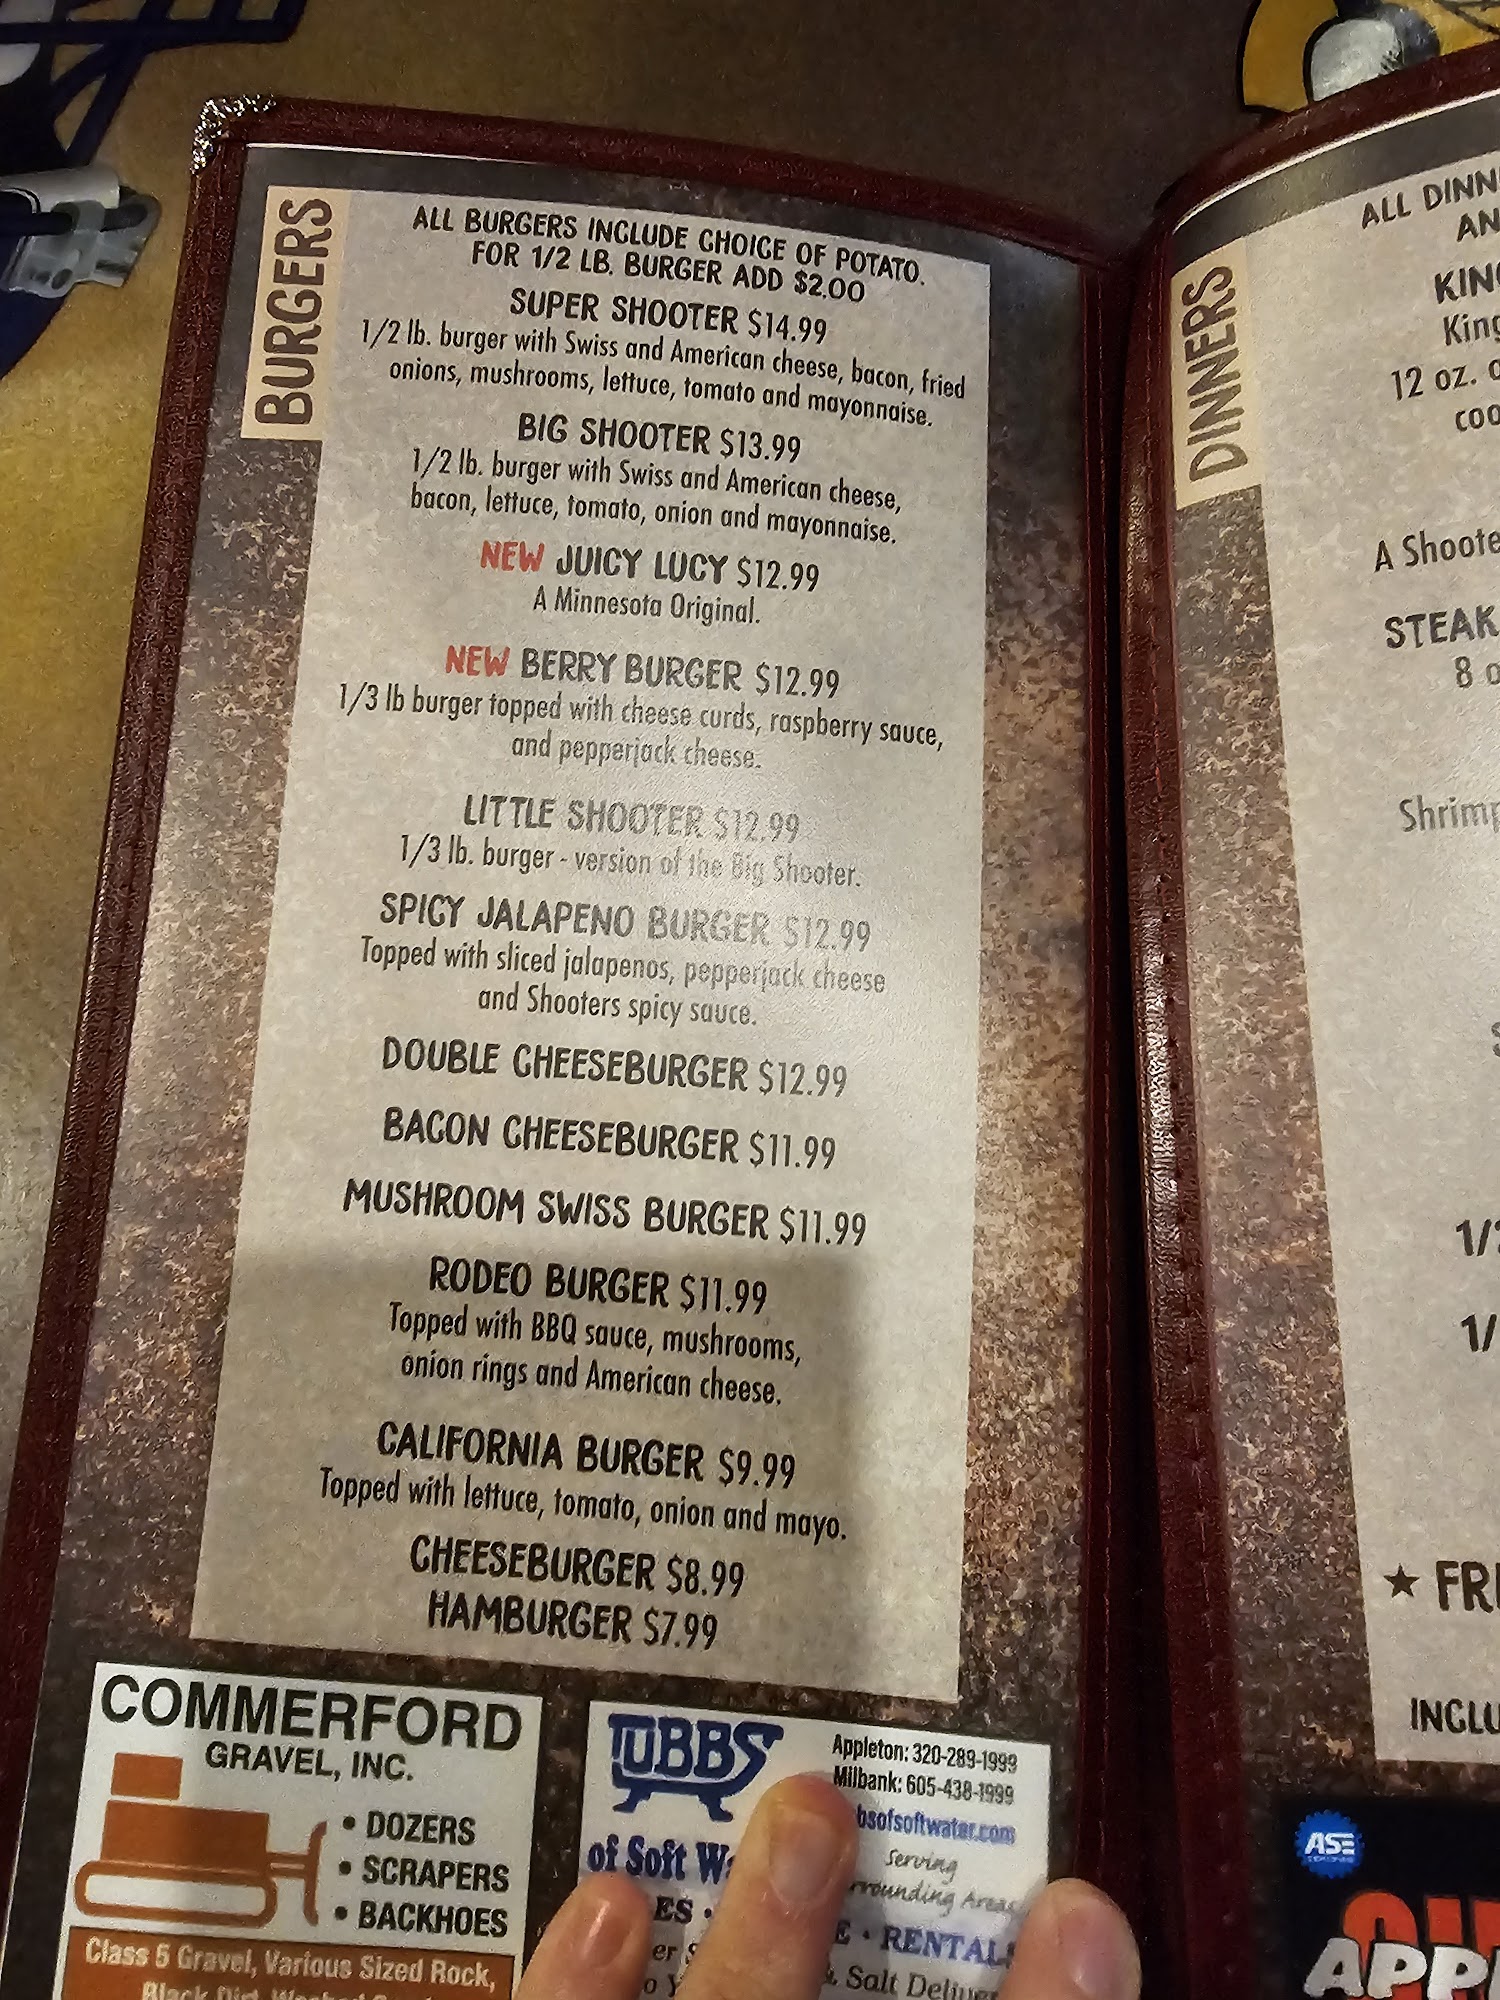 BURGERS
ALL BURGERS INCLUDE CHOICE OF POTATO.
FOR 1/2 LB. BURGER ADD $2.00
SUPER SHOOTER $14.99
1/2 lb. burger with Swiss and American cheese, bacon, fried
onions, mushrooms, lettuce, tomato and mayonnaise.
BIG SHOOTER $13.99
1/2 lb. burger with Swiss and American cheese,
bacon, lettuce, tomato, onion and mayonnaise.
NEW JUICY LUCY $12.99
A Minnesota Original.
NEW BERRY BURGER $12.99
1/3 lb burger topped with cheese curds, raspberry sauce,
and pepperjack cheese.
LITTLE SHOOTER $12.99
1/3 lb. burger - version of the Big Shooter.
SPICY JALAPENO BURGER $12.99
Topped with sliced jalapenos, pepperjack cheese
and Shooters spicy sauce.
DOUBLE CHEESEBURGER $12.99
BACON CHEESEBURGER $11.99
MUSHROOM SWISS BURGER $11.99
RODEO BURGER $11.99
Topped with BBQ sauce, mushrooms,
onion rings and American cheese.
CALIFORNIA BURGER $9.99
Topped with lettuce, tomato, onion and mayo.
CHEESEBURGER $8.99
HAMBURGER $7.99
COMMERFORD
GRAVEL, INC.
• DOZERS
• SCRAPERS
• BACKHOES
Class 5 Gravel, Various Sized Rock,
TUBBS
of Soft
Appleton: 320-289-1999
Milbank: 605-438-1999
bsofsoftwater.com
Serving
Areas
• RENTALS
& Salt
DINNERS
ALL
12 oz.
A
STEAK
8
★
ASE